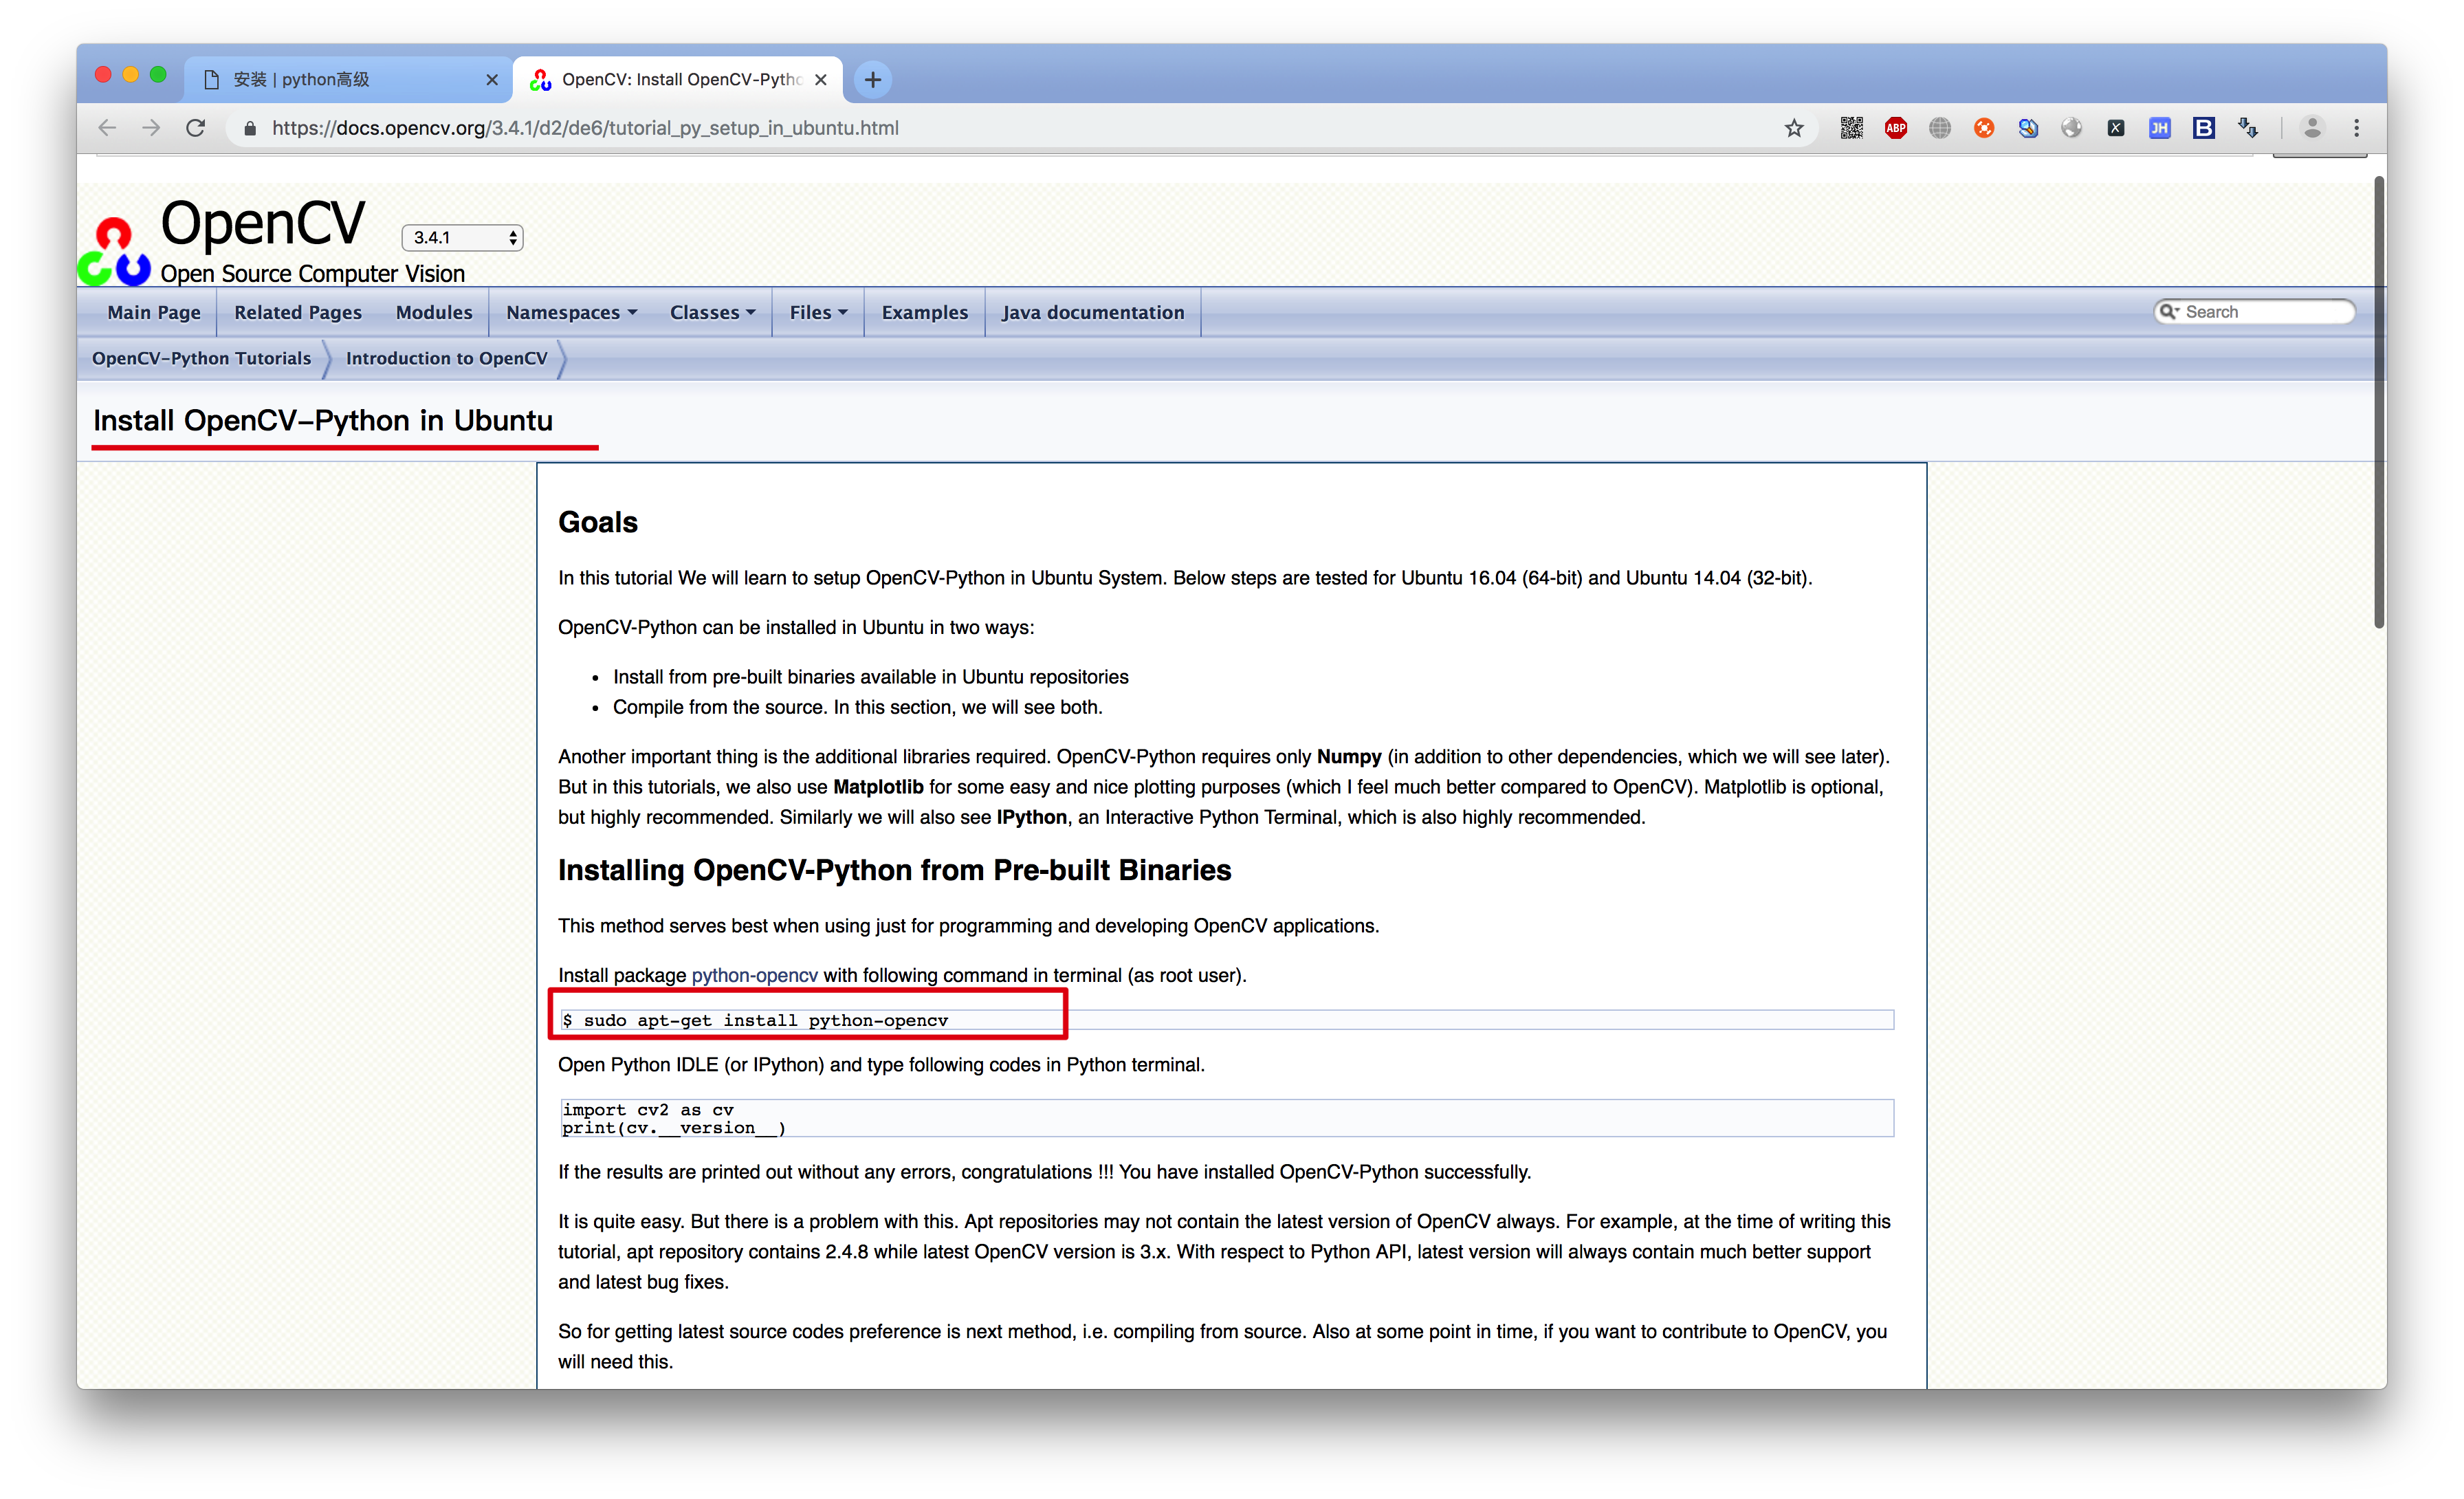 安装 | python高级
OpenCV: Install OpenCV-Pytho
https://docs.opencv.org/3.4.1/d2/de6/tutorial_py_setup_in_ubuntu.html
ABP
X
JH
B
OpenCV
3.4.1
Open Source Computer Vision
Main Page Related Pages Modules Namespaces Classes Files Examples Java documentation
Search
OpenCV-Python Tutorials Introduction to OpenCV
Install OpenCV-Python in Ubuntu
Goals
In this tutorial We will learn to setup OpenCV-Python in Ubuntu System. Below steps are tested for Ubuntu 16.04 (64-bit) and Ubuntu 14.04 (32-bit).
OpenCV-Python can be installed in Ubuntu in two ways:
• Install from pre-built binaries available in Ubuntu repositories
• Compile from the source. In this section, we will see both.
Another important thing is the additional libraries required. OpenCV-Python requires only Numpy (in addition to other dependencies, which we will see later).
But in this tutorials, we also use Matplotlib for some easy and nice plotting purposes (which I feel much better compared to OpenCV). Matplotlib is optional,
but highly recommended. Similarly we will also see IPython, an Interactive Python Terminal, which is also highly recommended.
Installing OpenCV-Python from Pre-built Binaries
This method serves best when using just for programming and developing OpenCV applications.
Install package python-opencv with following command in terminal (as root user).
$ sudo apt-get install python-opencv
Open Python IDLE (or IPython) and type following codes in Python terminal.
import cv2 as cv
print(cv.__version__)
If the results are printed out without any errors, congratulations !!! You have installed OpenCV-Python successfully.
It is quite easy. But there is a problem with this. Apt repositories may not contain the latest version of OpenCV always. For example, at the time of writing this
tutorial, apt repository contains 2.4.8 while latest OpenCV version is 3.x. With respect to Python API, latest version will always contain much better support
and latest bug fixes.
So for getting latest source codes preference is next method, i.e. compiling from source. Also at some point in time, if you want to contribute to OpenCV, you
will need this.